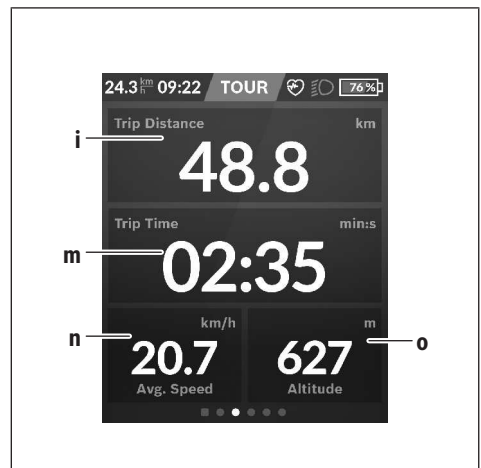 24.3 km/h 09:22 TOUR 76 %
Trip Distance km
i
48.8
Trip Time min:s
m
02:35
km/h m
n
20.7 627
o
Avg. Speed Altitude